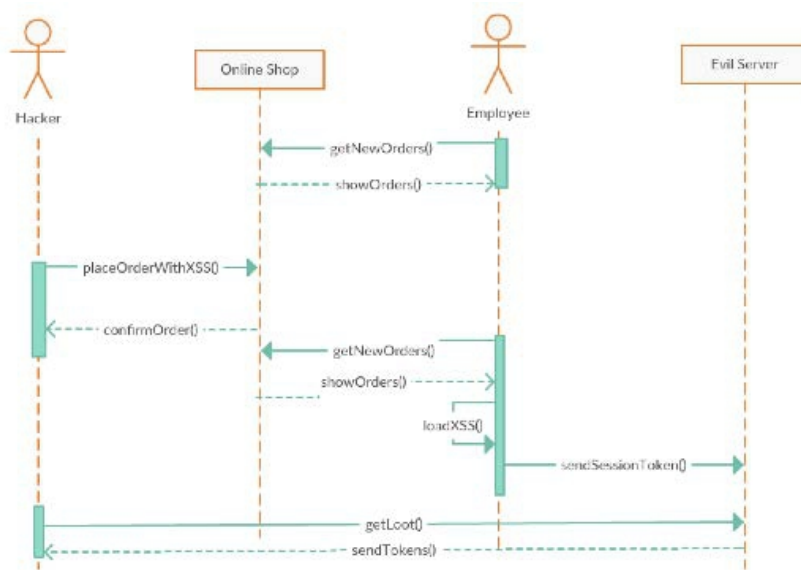 Hacker
Online Shop
Employee
Evil Server
getNewOrders()
showOrders()
placeOrderWithXSS()
confirmOrder()
getNewOrders()
showOrders()
loadXSS()
sendSessionToken()
getLoot()
sendTokens()